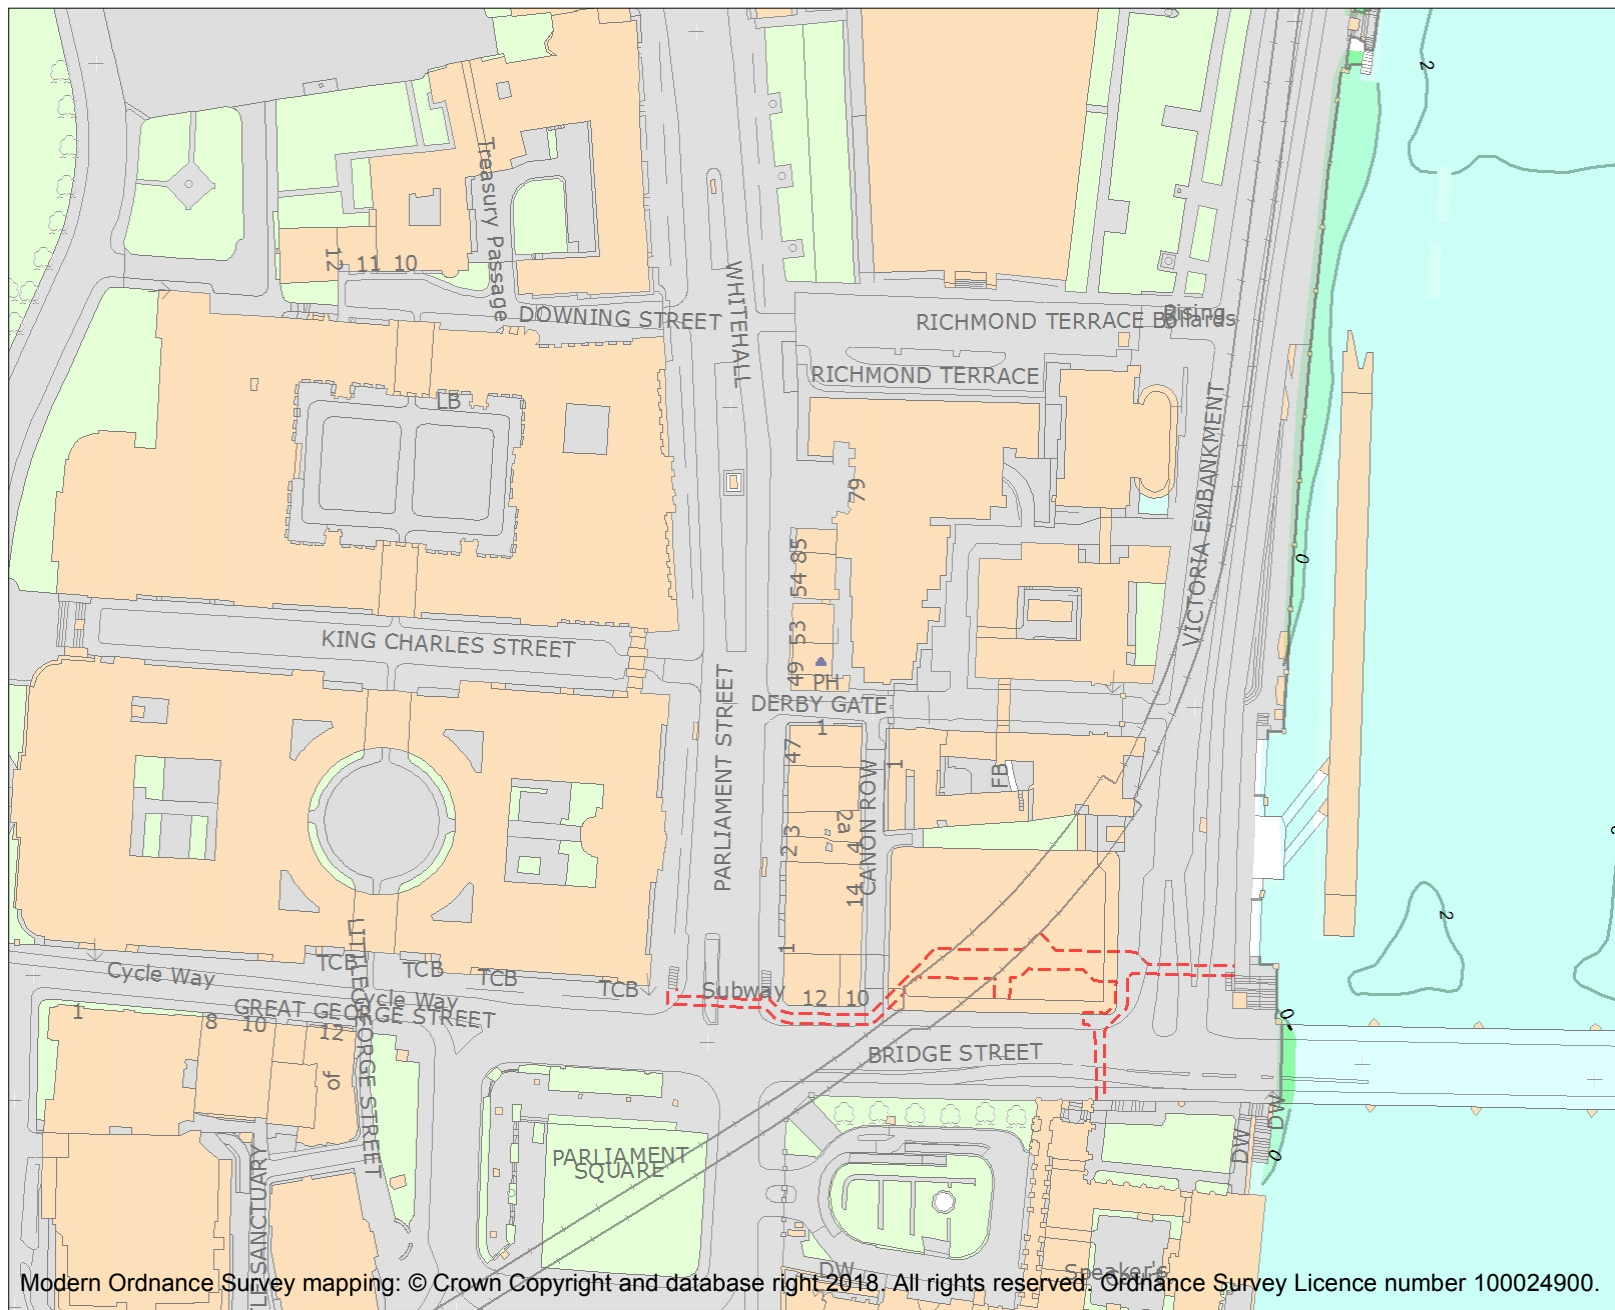 2
Treasury Passage
12
11
10
WHITEHALL
DOWNING STREET
RICHMOND TERRACE
Rising
Bollards
RICHMOND TERRACE
LB
VICTORIA EMBANKMENT
79
85
54
0
53
KING CHARLES STREET
49
PH
DERBY GATE
PARLIAMENT STREET
1
47
1
FB
CANON ROW
2a
3
2
4
14
2
1
LITTLE GEORGE STREET
Cycle Way
TCB
TCB
TCB
TCB
Subway
12
10
Cycle Way
GREAT GEORGE STREET
1
8
10
12
0
BRIDGE STREET
of
DW
DW
0
PARLIAMENT
SQUARE
SANCTUARY
DW
Speaker's
Modern Ordnance Survey mapping: © Crown Copyright and database right 2018. All rights reserved. Ordnance Survey Licence number 100024900.